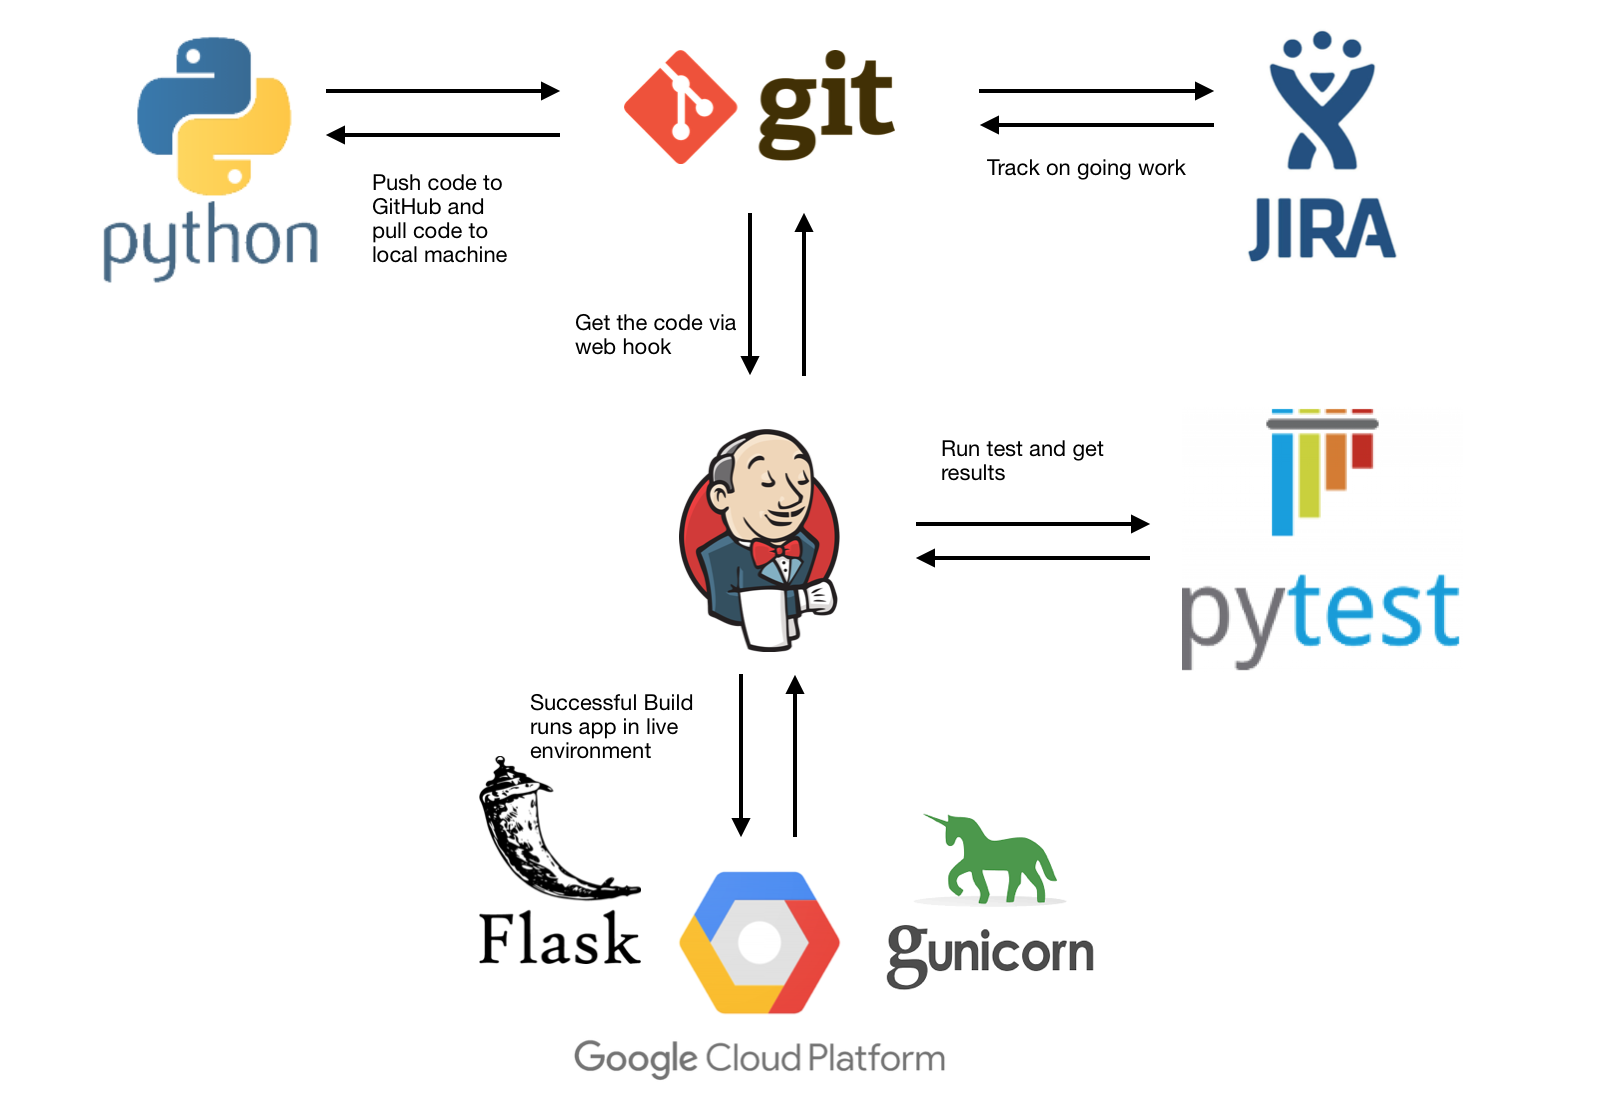 python
Push code to
GitHub and
pull code to
local machine
git
Track on going work
JIRA
Get the code via
web hook
Run test and get
results
pytest
Successful Build
runs app in live
environment
Flask
gunicorn
Google Cloud Platform